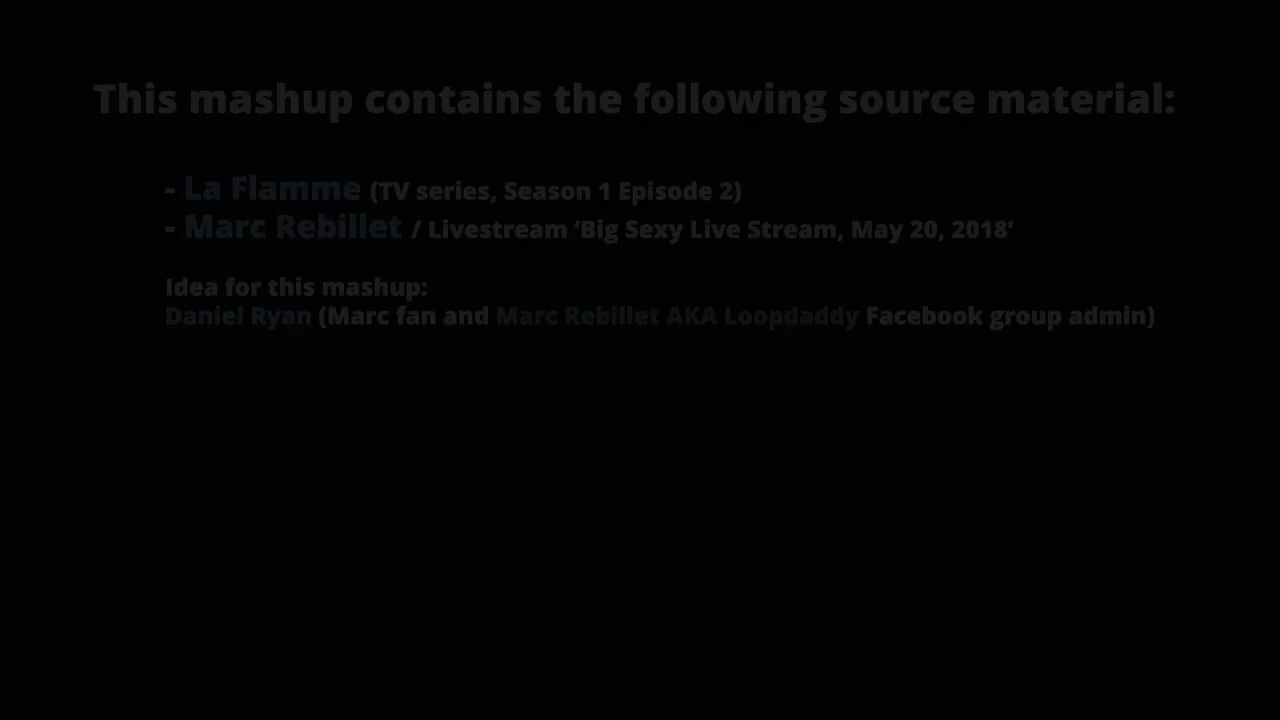 This mashup contains the following source material:
- La Flamme (TV series, Season 1 Episode 2)
- Marc Rebillet / Livestream ‘Big Sexy Live Stream, May 20, 2018’
Idea for this mashup:
Daniel Ryan (Marc fan and Marc Rebillet AKA Loopdaddy Facebook group admin)